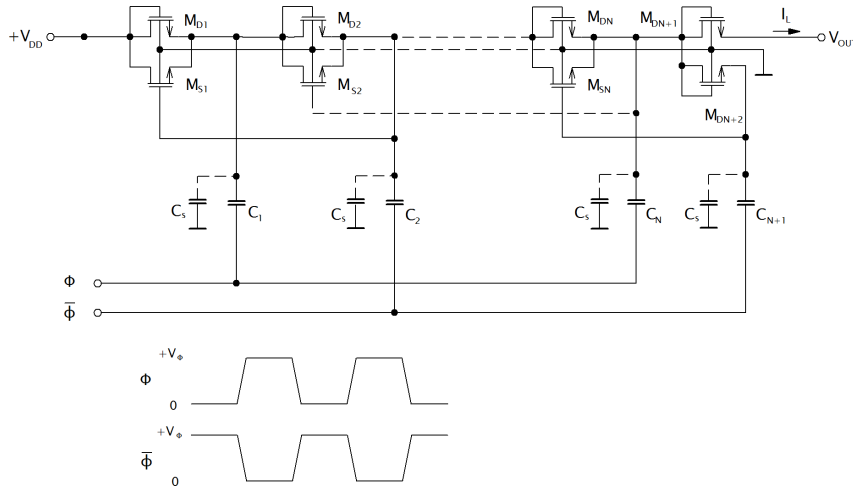 M_D1 M_D2 M_DN M_DN+1 I_L
+V_DD V_OUT
M_S1 M_S2 M_SN
M_DN+2
C_s C_1 C_s C_2 C_s C_N C_s C_N+1
Φ
Φ̅
+V_Φ
Φ
0
+V_Φ
Φ̅
0